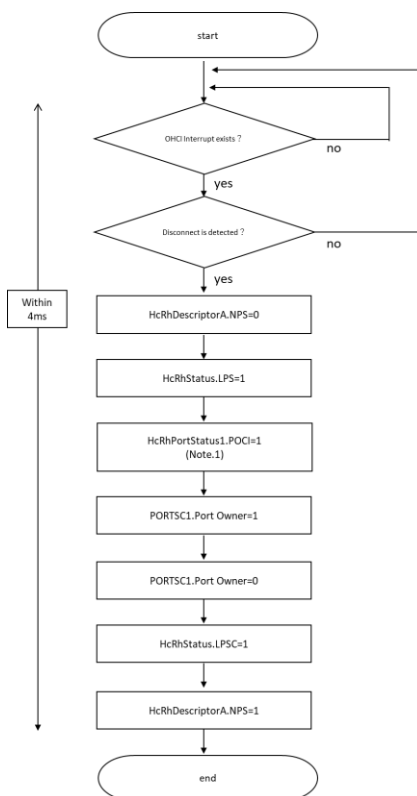 start
OHCI Interrupt exists ?
no
yes
Disconnect is detected ?
no
yes
Within
4ms
HcRhDescriptorA.NPS=0
HcRhStatus.LPS=1
HcRhPortStatus1.POCI=1
(Note.1)
PORTSC1.Port Owner=1
PORTSC1.Port Owner=0
HcRhStatus.LPSC=1
HcRhDescriptorA.NPS=1
end